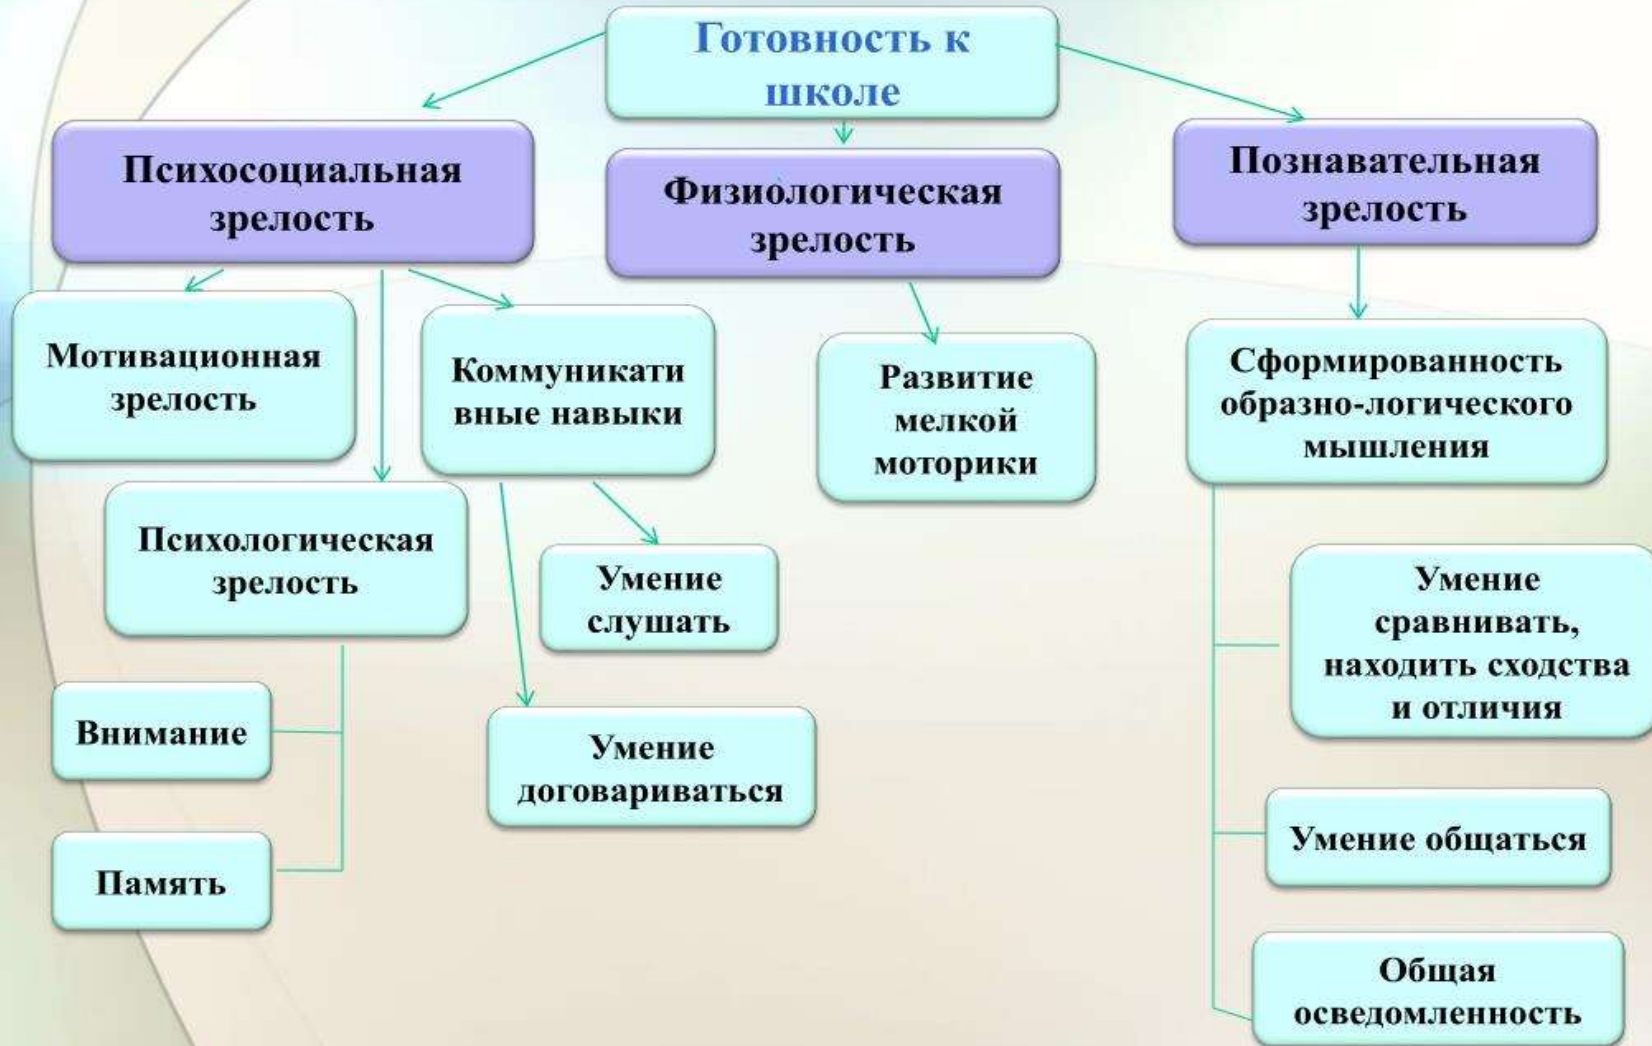 Готовность к
школе
Психосоциальная
зрелость
Физиологическая
зрелость
Познавательная
зрелость
Мотивационная
зрелость
Коммуникати
вные навыки
Развитие
мелкой
моторики
Сформированность
образно-логического
мышления
Психологическая
зрелость
Умение
слушать
Умение
сравнивать,
находить сходства
и отличия
Внимание
Умение
договариваться
Умение общаться
Память
Общая
осведомленность